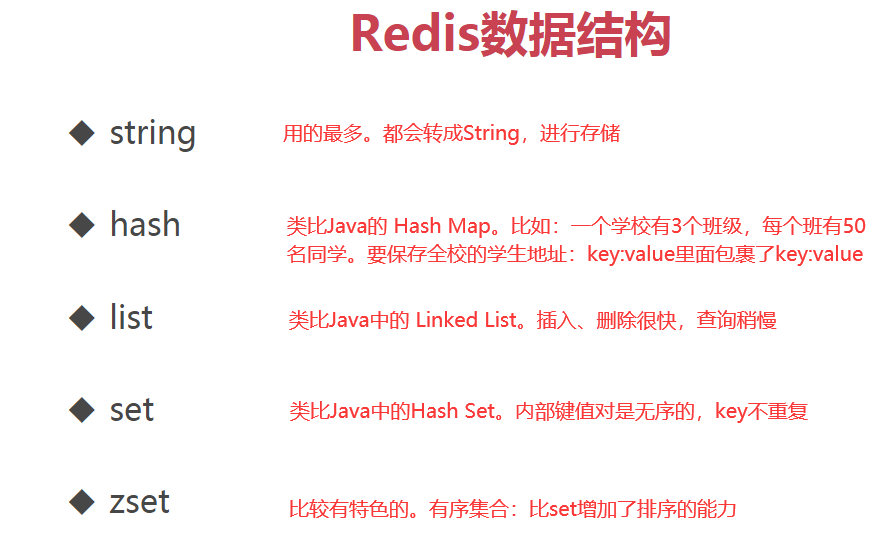 Redis数据结构
string 用的最多。都会转成String，进行存储
hash 类比Java的 Hash Map。比如：一个学校有3个班级，每个班有50
名同学。要保存全校的学生地址：key:value里面包裹了key:value
list 类比Java中的 Linked List。插入、删除很快，查询稍慢
set 类比Java中的Hash Set。内部键值对是无序的，key不重复
zset 比较有特色的。有序集合：比set增加了排序的能力